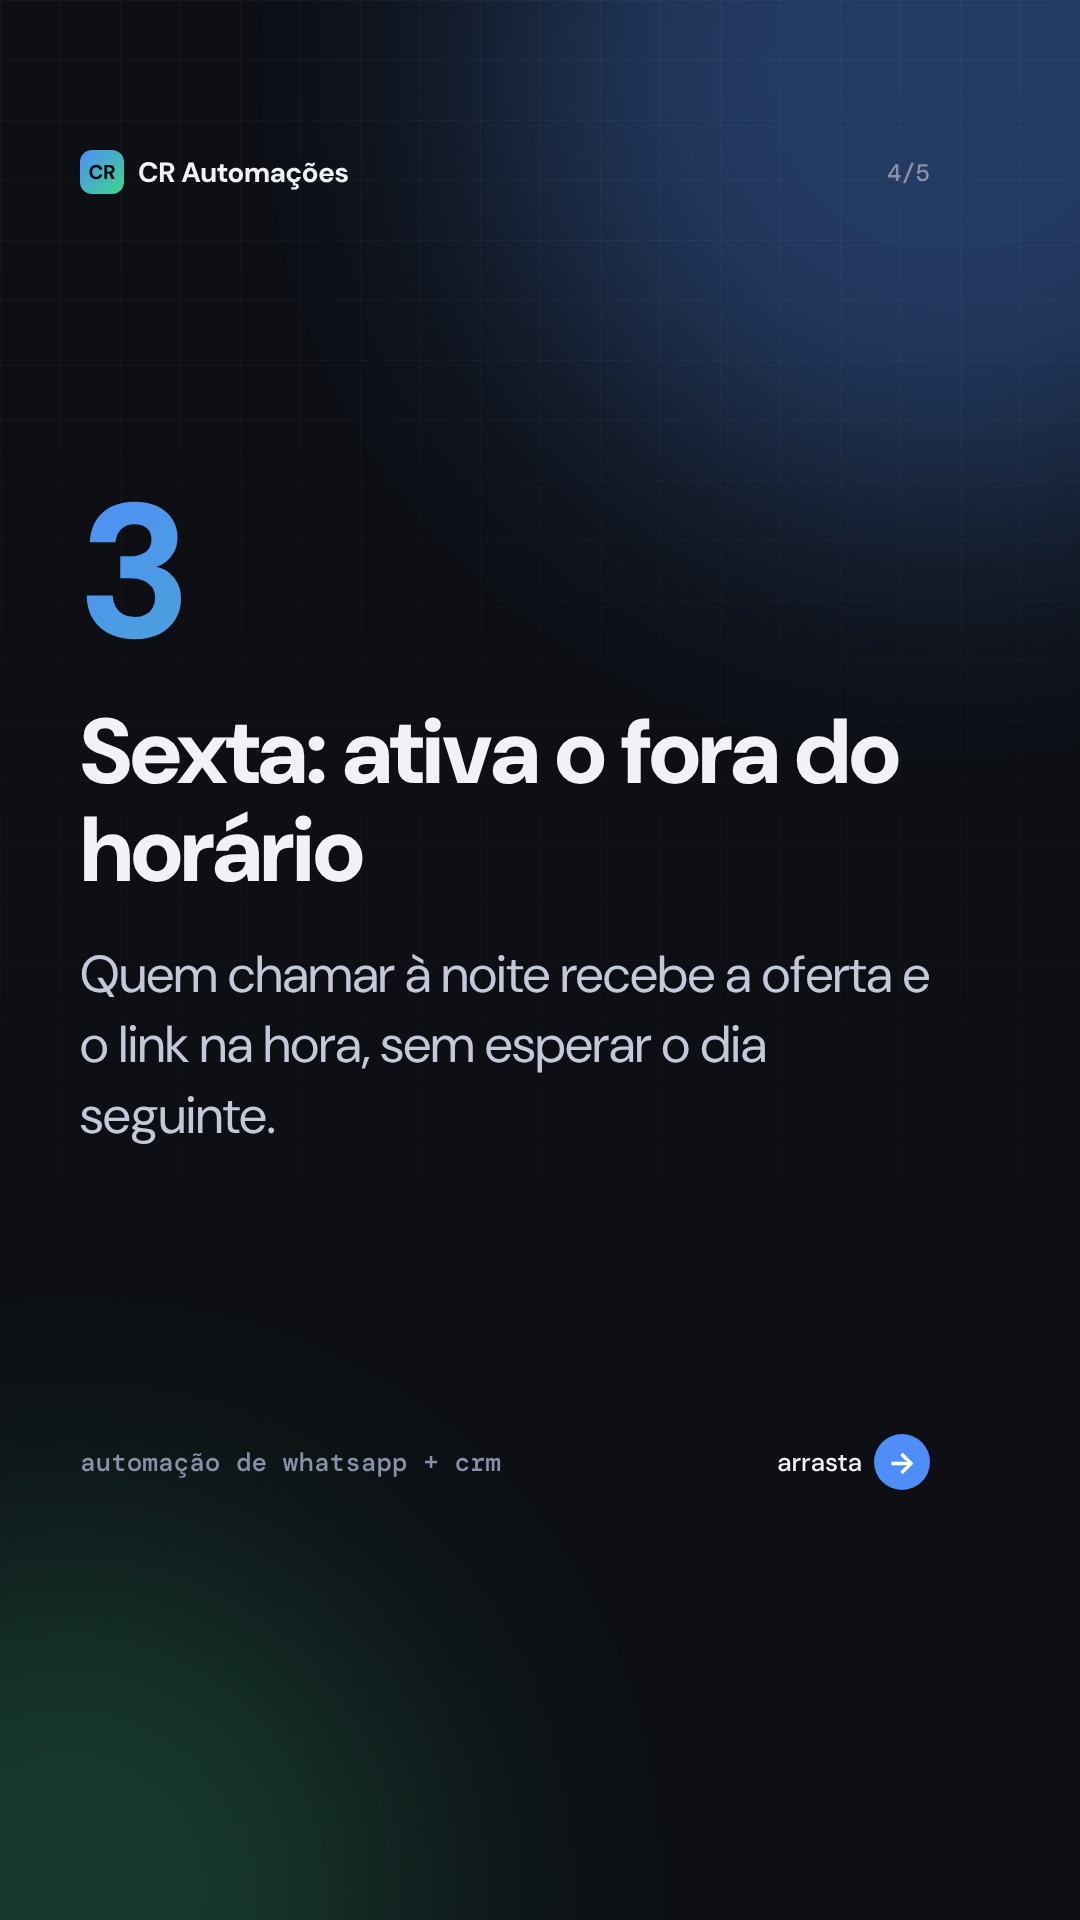 CR CR Automações
4/5
3
Sexta: ativa o fora do
horário
Quem chamar à noite recebe a oferta e
o link na hora, sem esperar o dia
seguinte.
automação de whatsapp + crm
arrasta →